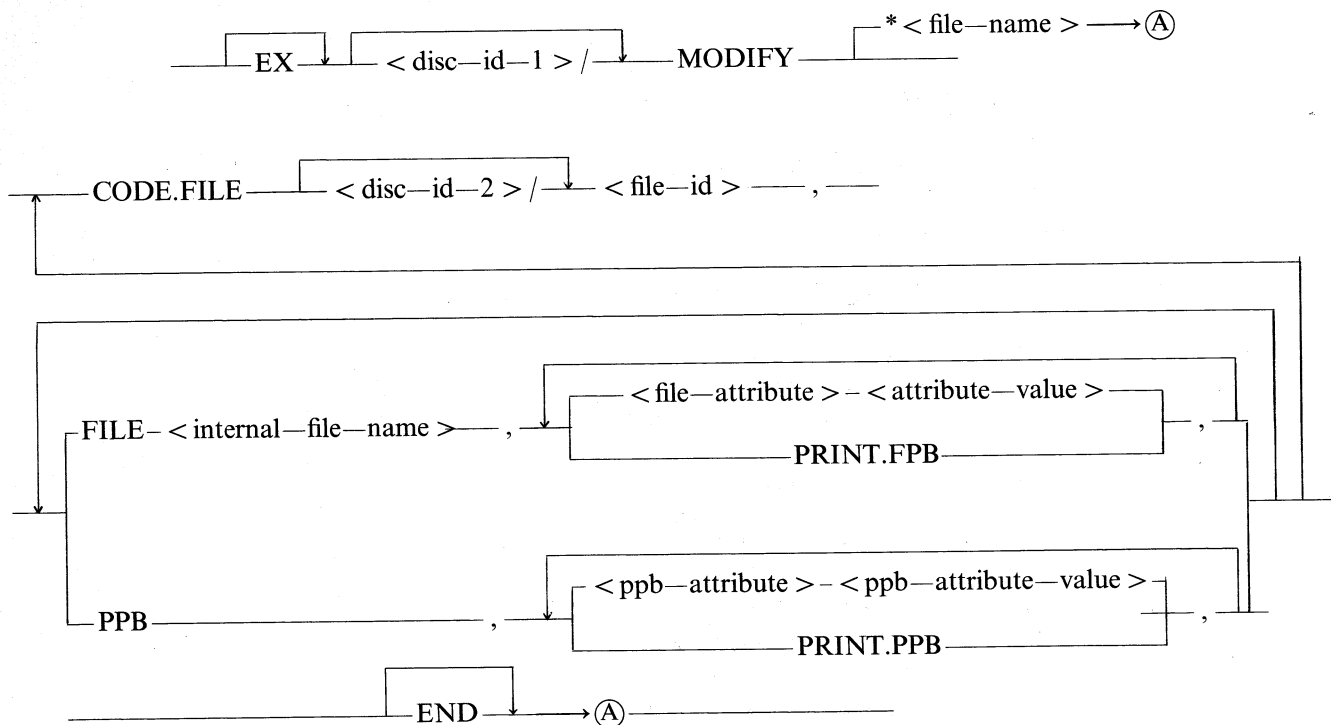 * < file—name > Ⓐ
EX < disc—id—1 > / MODIFY
CODE.FILE < disc—id—2 > / < file—id > ,
< file—attribute > – < attribute—value >
FILE – < internal—file—name > , ,
PRINT.FPB
< ppb—attribute > – < ppb—attribute—value >
PPB , ,
PRINT.PPB
END Ⓐ